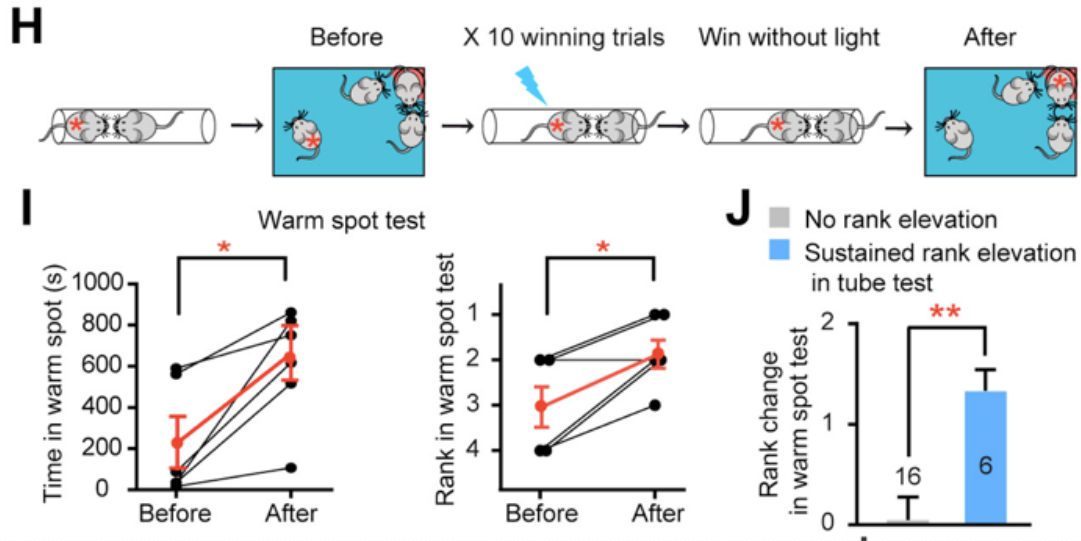 H
Before
X 10 winning trials
Win without light
After
I
Warm spot test
*
Time in warm spot (s)
1000
800
600
400
200
0
Before
After
*
Rank in warm spot test
1
2
3
4
Before
After
J
No rank elevation
Sustained rank elevation
in tube test
**
Rank change
in warm spot test
2
1
0
16
6